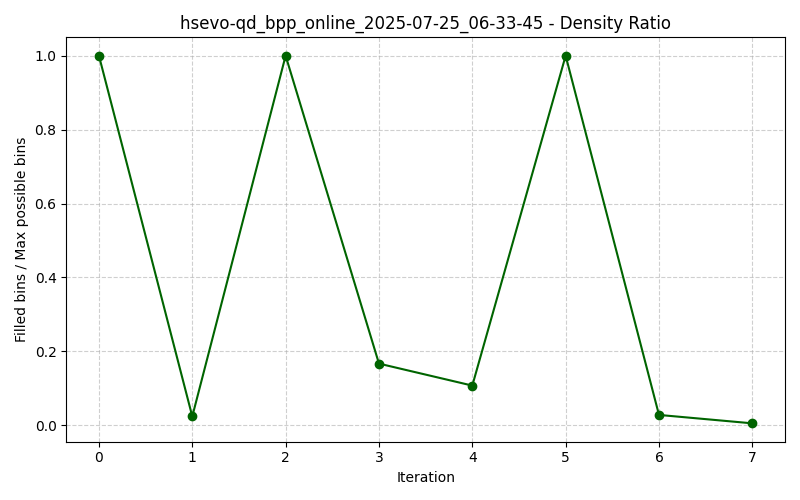 hsevo-qd_bpp_online_2025-07-25_06-33-45 - Density Ratio
Filled bins / Max possible bins
1.0
0.8
0.6
0.4
0.2
0.0
0 1 2 3 4 5 6 7
Iteration